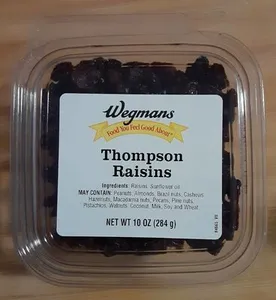 Wegmans
Food You Feel Good About
Thompson
Raisins
Ingredients: Raisins, Sunflower oil
MAY CONTAIN: Peanuts, Almonds, Brazil nuts, Cashews
Hazelnuts, Macadamia nuts, Pecans, Pine nuts,
Pistachios, Walnuts, Coconut, Milk, Soy and Wheat
NET WT 10 OZ (284 g)